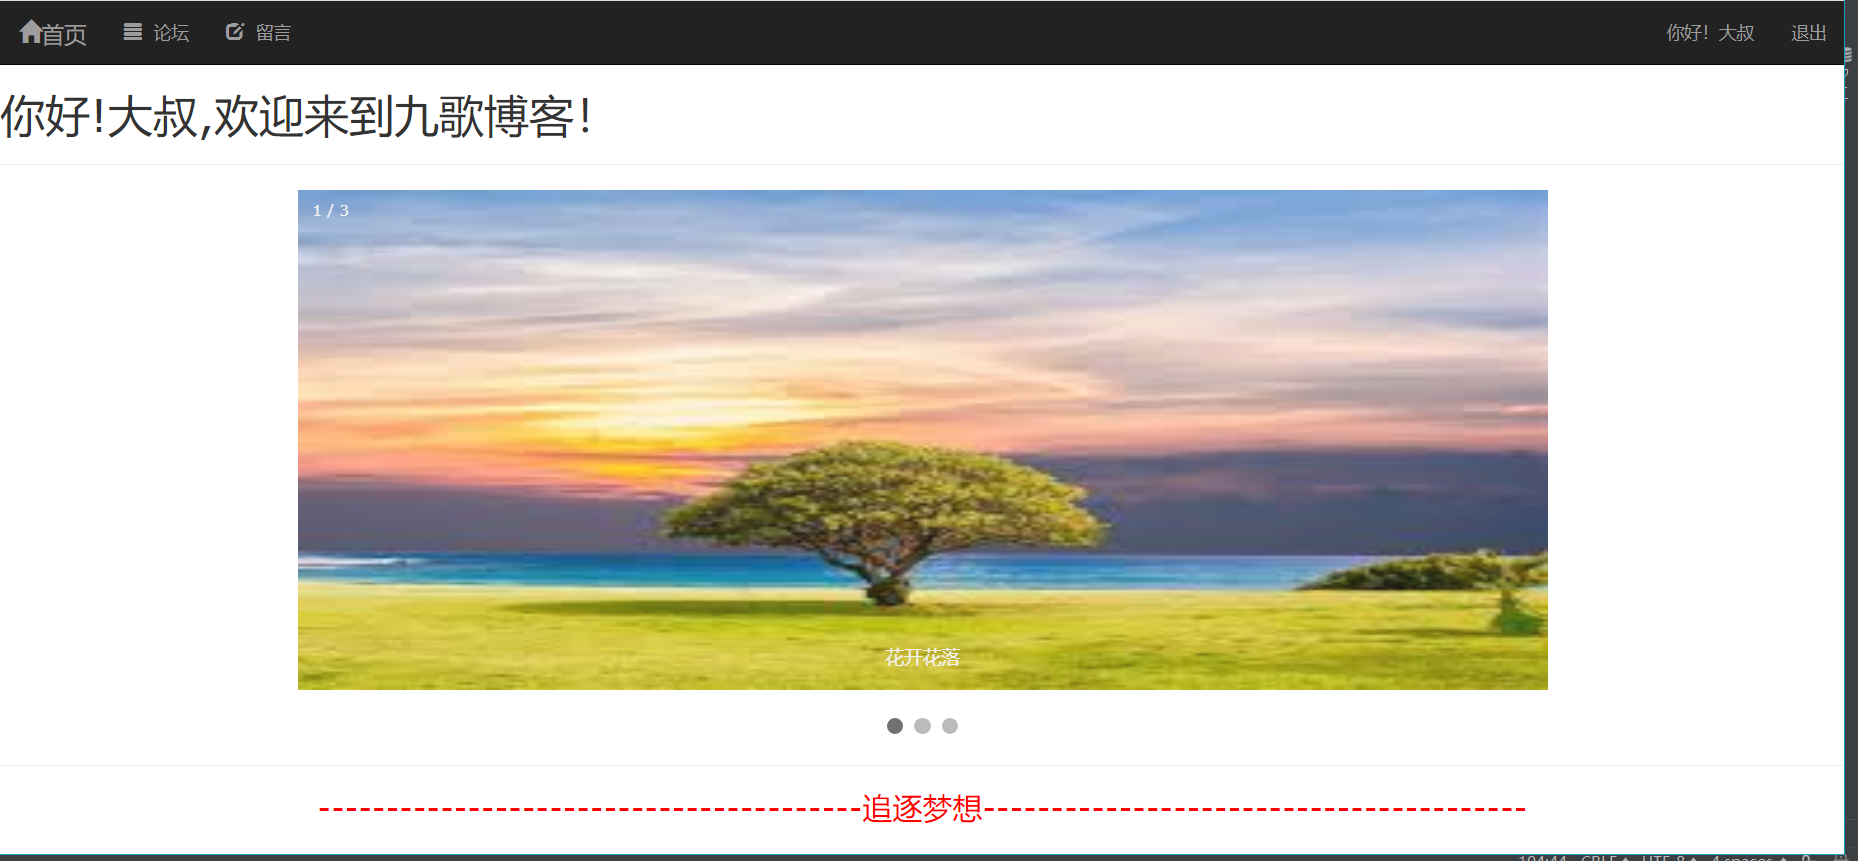 首页 论坛 留言 你好！大叔 退出
你好!大叔,欢迎来到九歌博客!
1 / 3
花开花落
----------------------------------------追逐梦想----------------------------------------
104:44 CRLF UTF-8 4 spaces